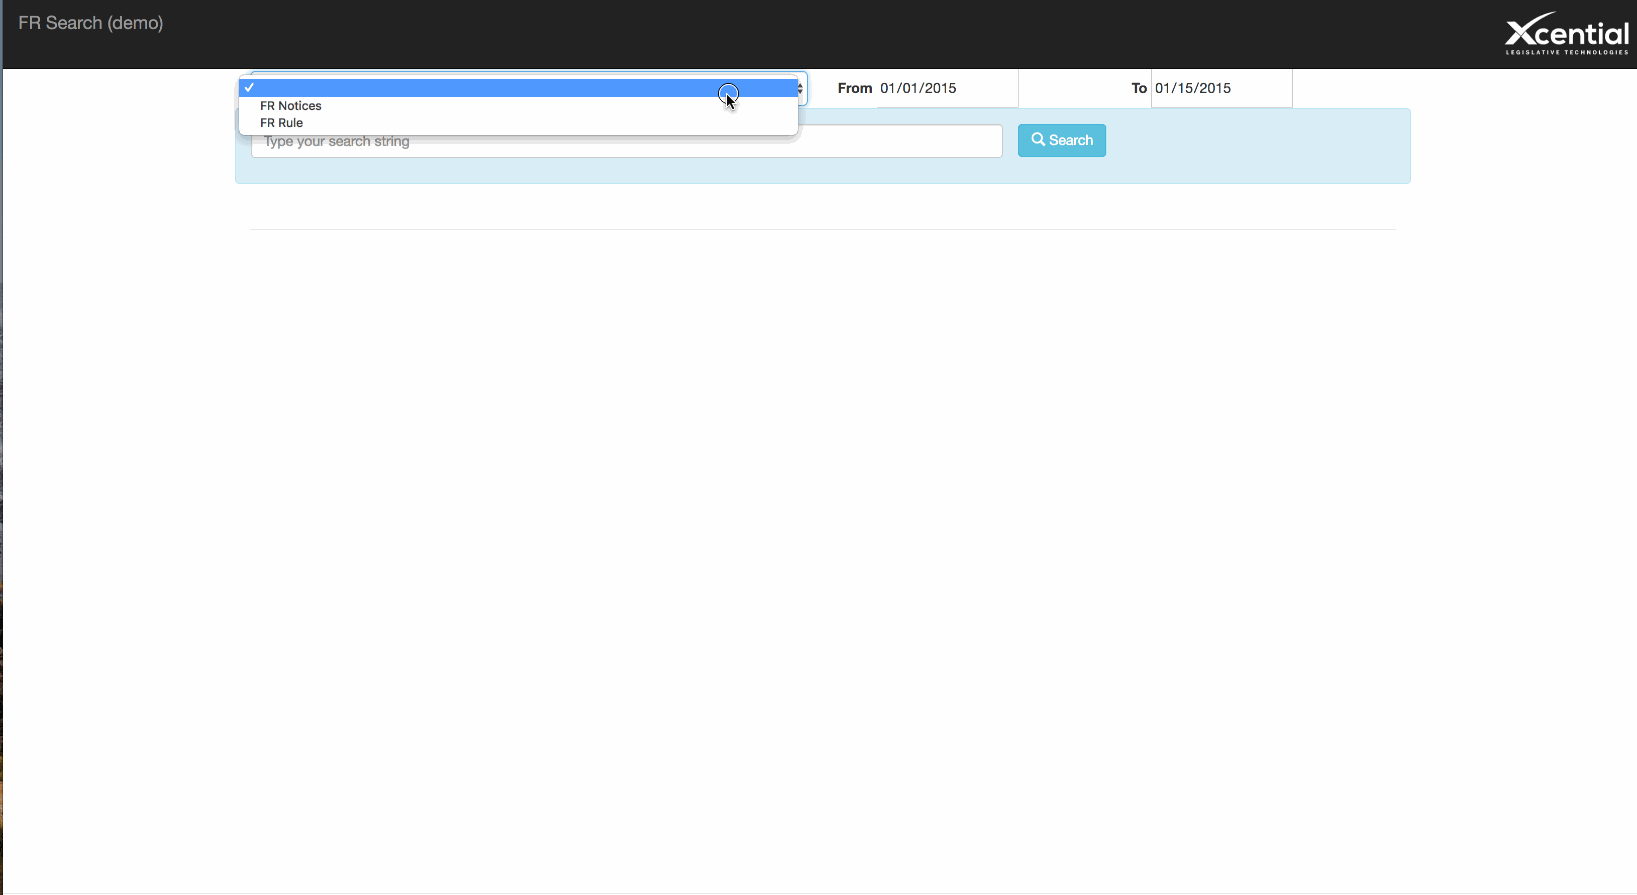 FR Search (demo)
Xcential
LEGISLATIVE TECHNOLOGIES
From 01/01/2015 To 01/15/2015
FR Notices
FR Rule
Type your search string
Search